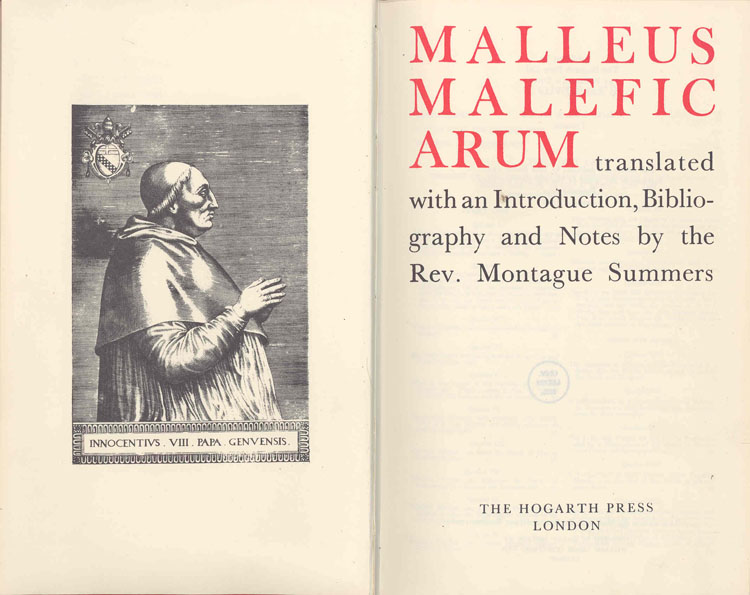 INNOCENTIVS . VIII . PAPA . GENVENSIS .
MALLEUS
MALEFIC
ARUM translated
with an Introduction, Biblio-
graphy and Notes by the
Rev. Montague Summers
THE HOGARTH PRESS
LONDON